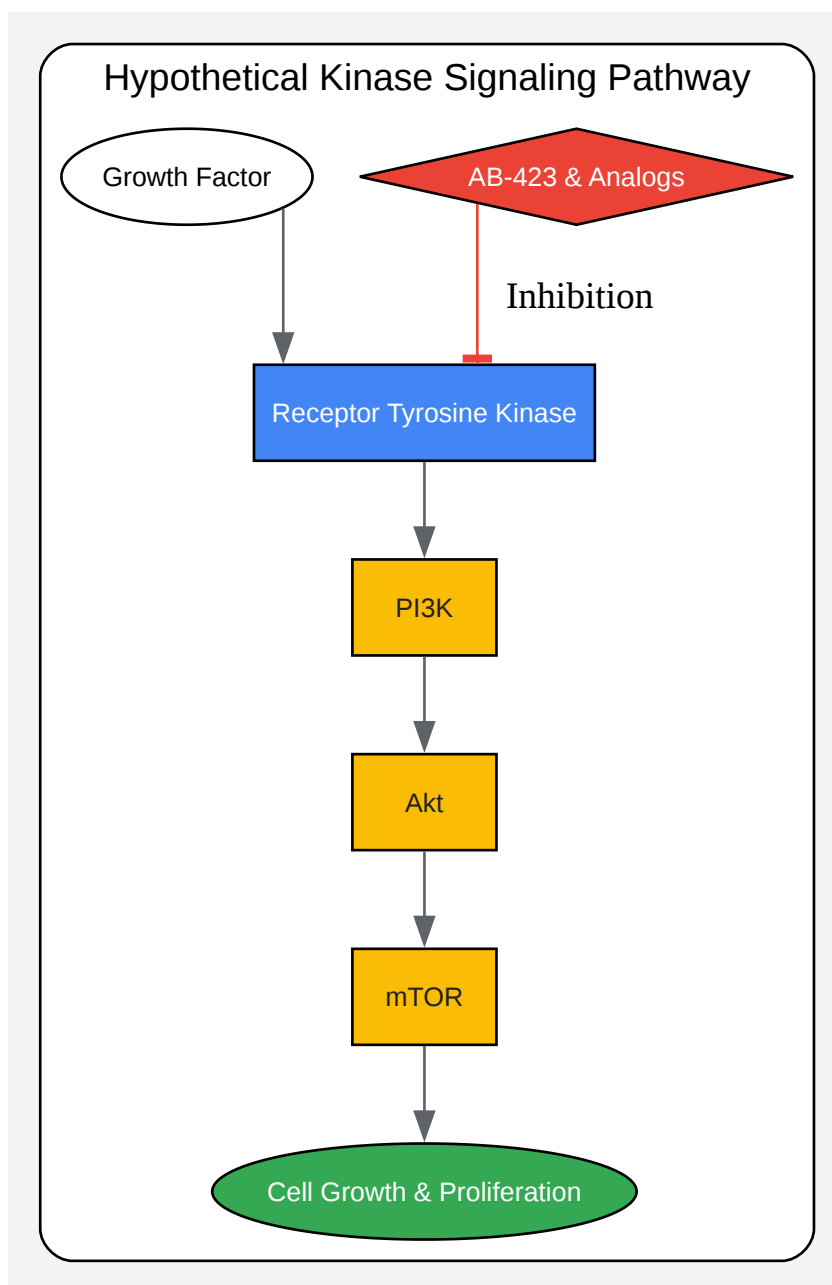 Hypothetical Kinase Signaling Pathway
Growth Factor
AB-423 & Analogs
Inhibition
Receptor Tyrosine Kinase
PI3K
Akt
mTOR
Cell Growth & Proliferation